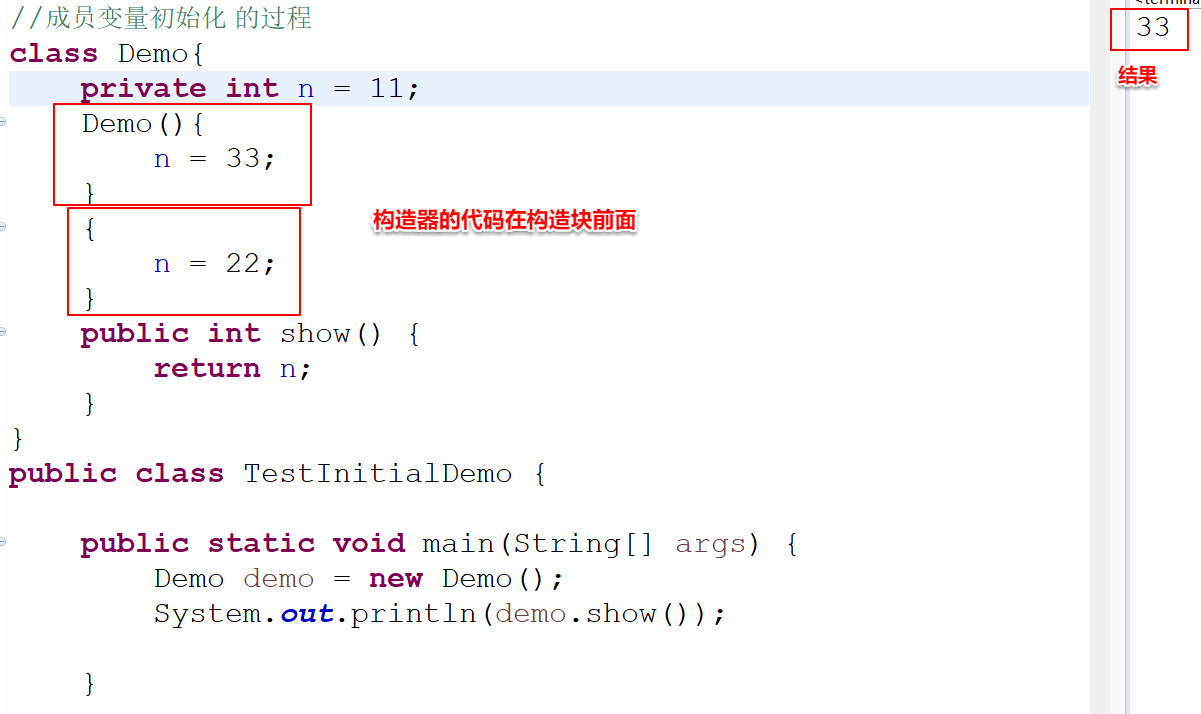 //成员变量初始化 的过程
class Demo{
    private int n = 11;
    Demo(){
        n = 33;
    }
    {
        n = 22;
    }
    public int show() {
        return n;
    }
}
public class TestInitialDemo {

    public static void main(String[] args) {
        Demo demo = new Demo();
        System.out.println(demo.show());

    }
构造器的代码在构造块前面
33
结果